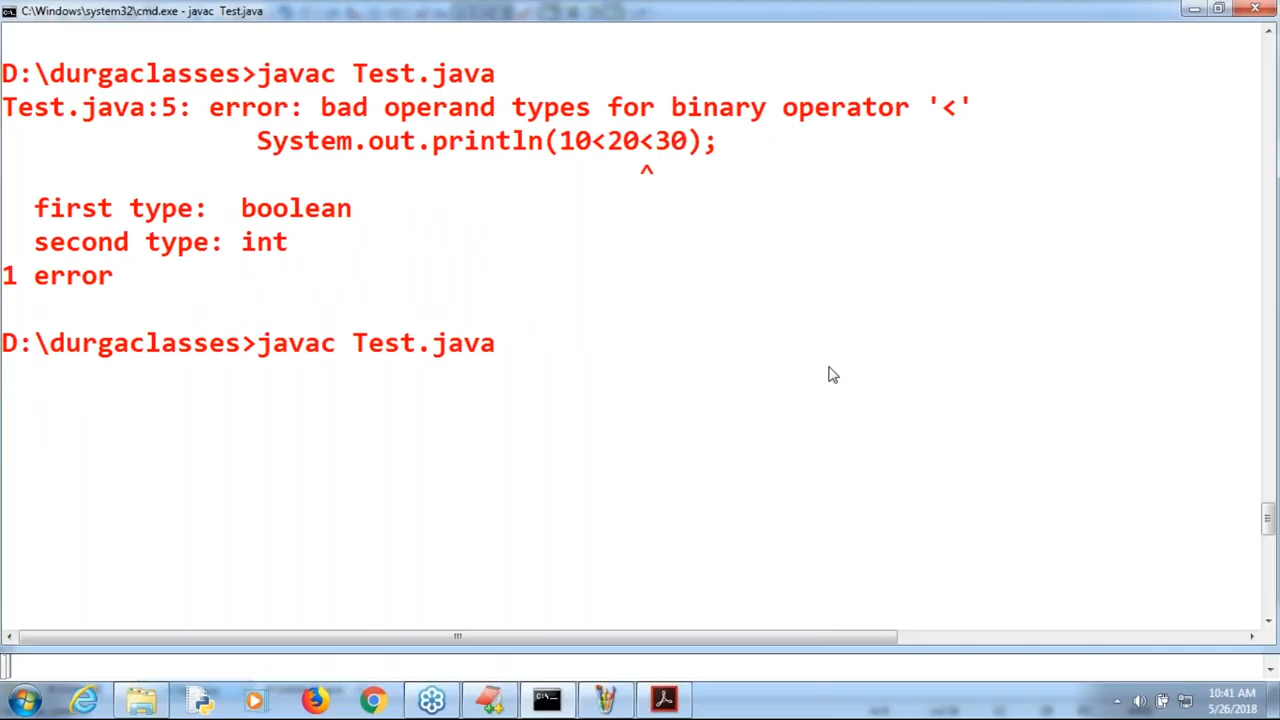 C:\Windows\system32\cmd.exe - javac Test.java
D:\durgaclasses>javac Test.java
Test.java:5: error: bad operand types for binary operator '<'
System.out.println(10<20<30);
^
first type: boolean
second type: int
1 error
D:\durgaclasses>javac Test.java
10:41 AM
5/26/2018